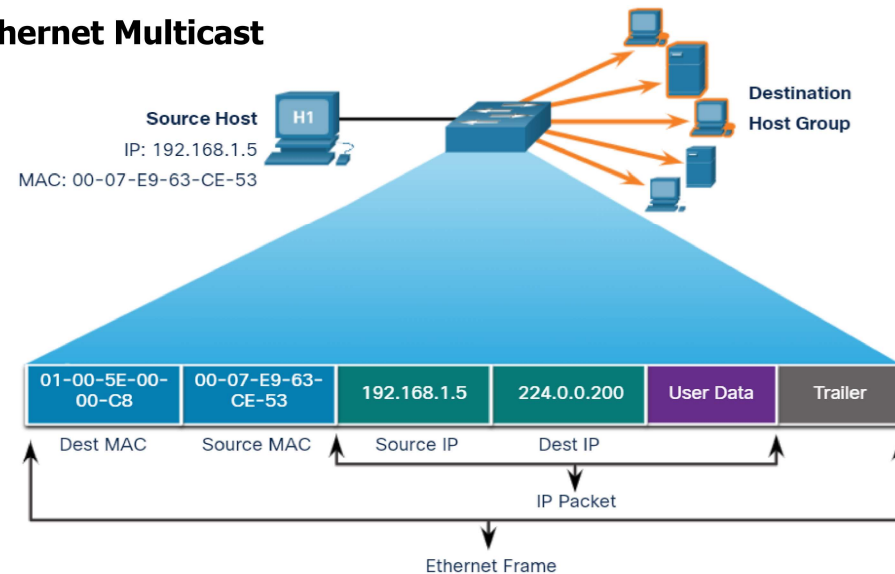 hernet Multicast
Source Host
IP: 192.168.1.5
MAC: 00-07-E9-63-CE-53
H1
Destination
Host Group
01-00-5E-00-
00-C8
00-07-E9-63-
CE-53
192.168.1.5
224.0.0.200
User Data
Trailer
Dest MAC
Source MAC
Source IP
Dest IP
IP Packet
Ethernet Frame